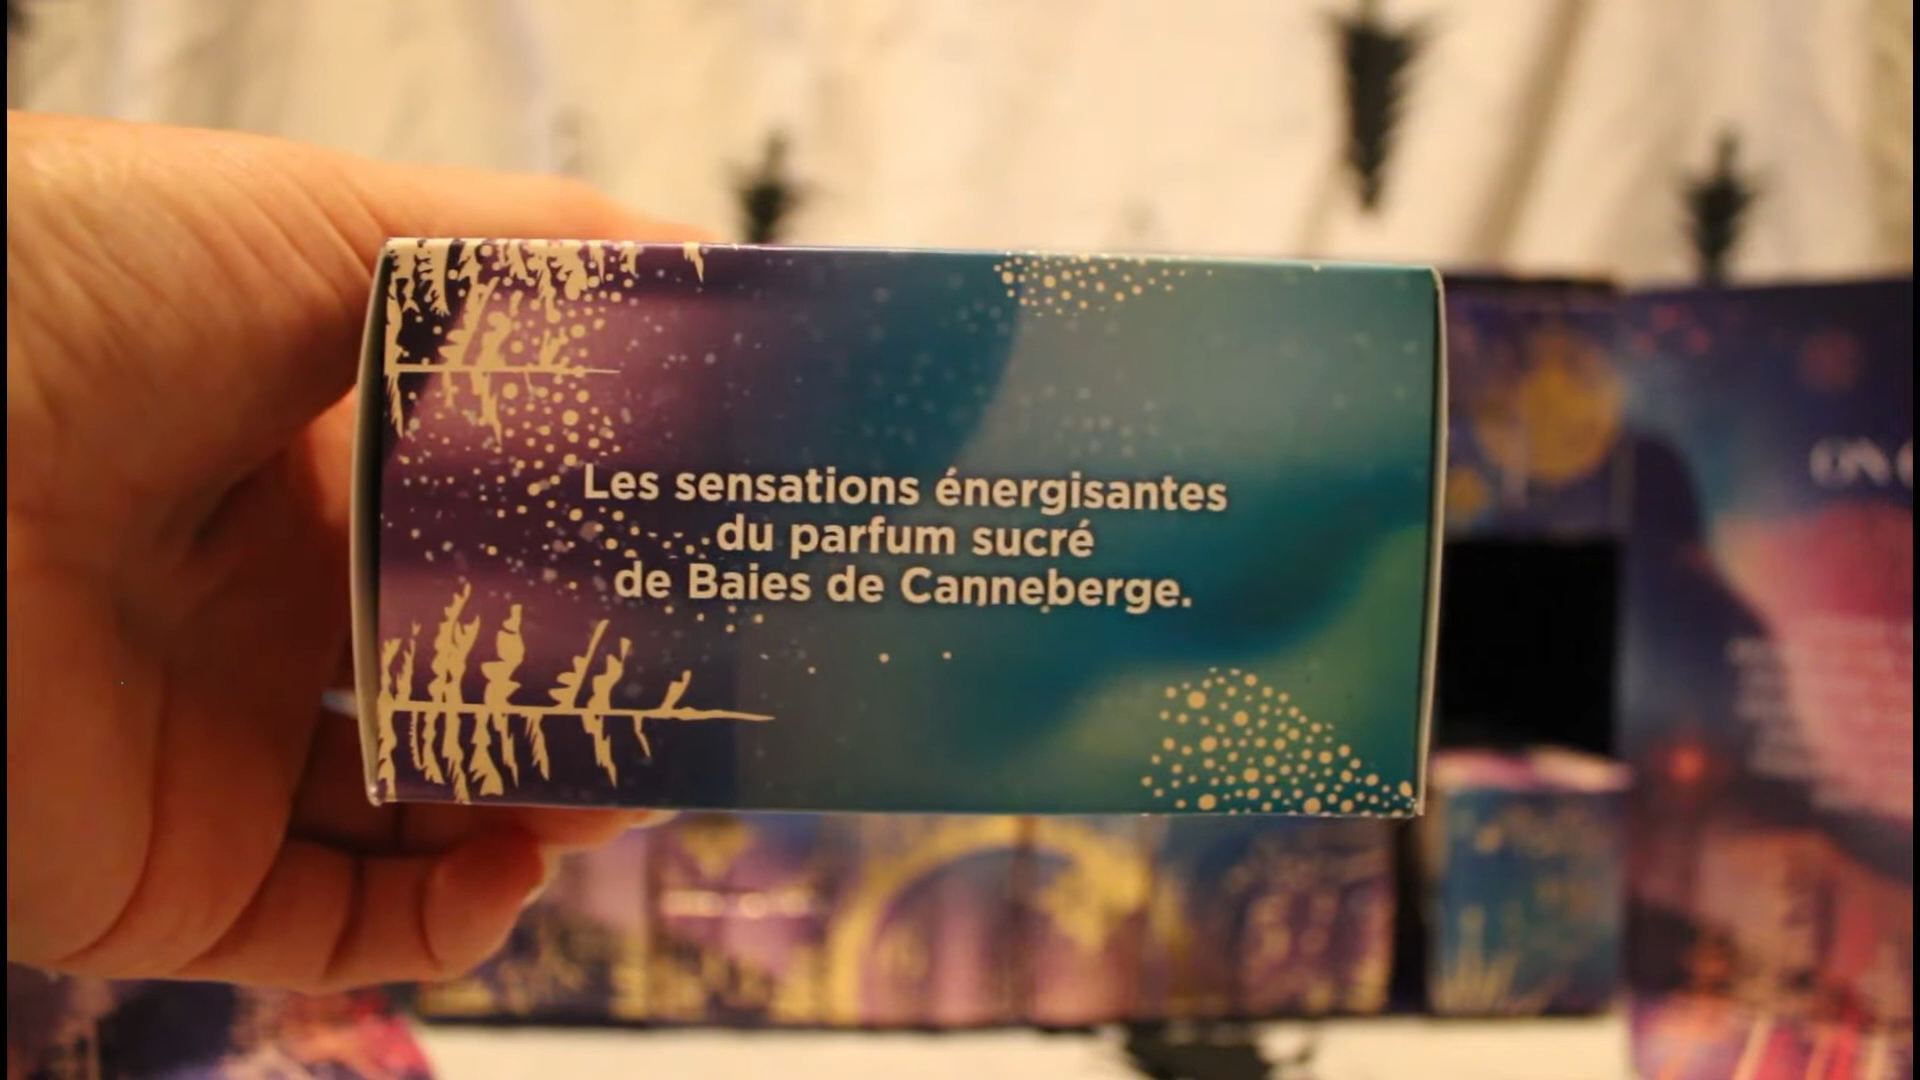 Les sensations énergisantes
du parfum sucré
de Baies de Canneberge.